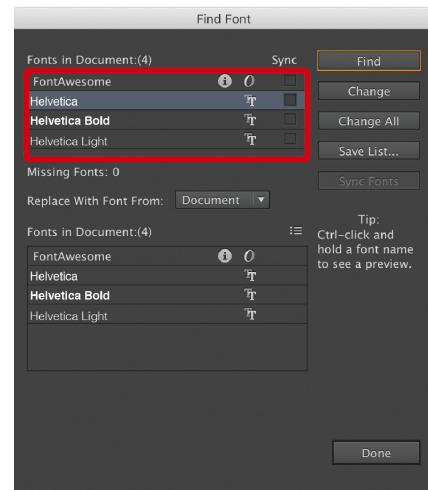 Find Font
Fonts in Document:(4) Sync
FontAwesome
Helvetica
Helvetica Bold
Helvetica Light
Missing Fonts: 0
Replace With Font From: Document
Fonts in Document:(4)
FontAwesome
Helvetica
Helvetica Bold
Helvetica Light
Find
Change
Change All
Save List...
Sync Fonts
Tip:
Ctrl-click and
hold a font name
to see a preview.
Done